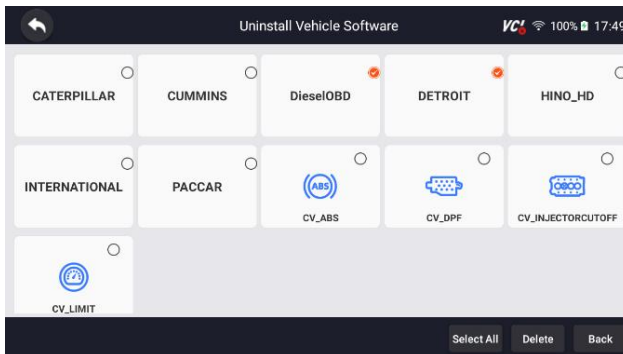 Uninstall Vehicle Software
VCI 100% 17:49
CATERPILLAR
CUMMINS
DieselOBD
DETROIT
HINO_HD
INTERNATIONAL
PACCAR
ABS
CV_ABS
CV_DPF
CV_INJECTORCUTOFF
CV_LIMIT
Select All
Delete
Back